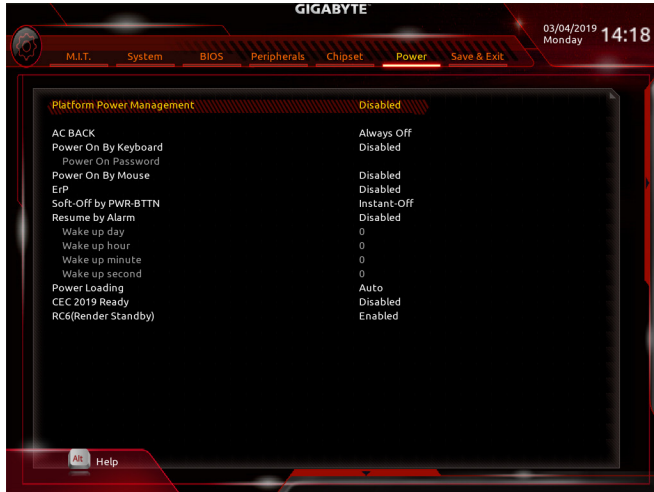 GIGABYTE
03/04/2019 Monday 14:18
M.I.T. System BIOS Peripherals Chipset Power Save & Exit
Platform Power Management Disabled
AC BACK Always Off
Power On By Keyboard Disabled
Power On Password
Power On By Mouse Disabled
ErP Disabled
Soft-Off by PWR-BTTN Instant-Off
Resume by Alarm Disabled
Wake up day 0
Wake up hour 0
Wake up minute 0
Wake up second 0
Power Loading Auto
CEC 2019 Ready Disabled
RC6(Render Standby) Enabled
Alt Help